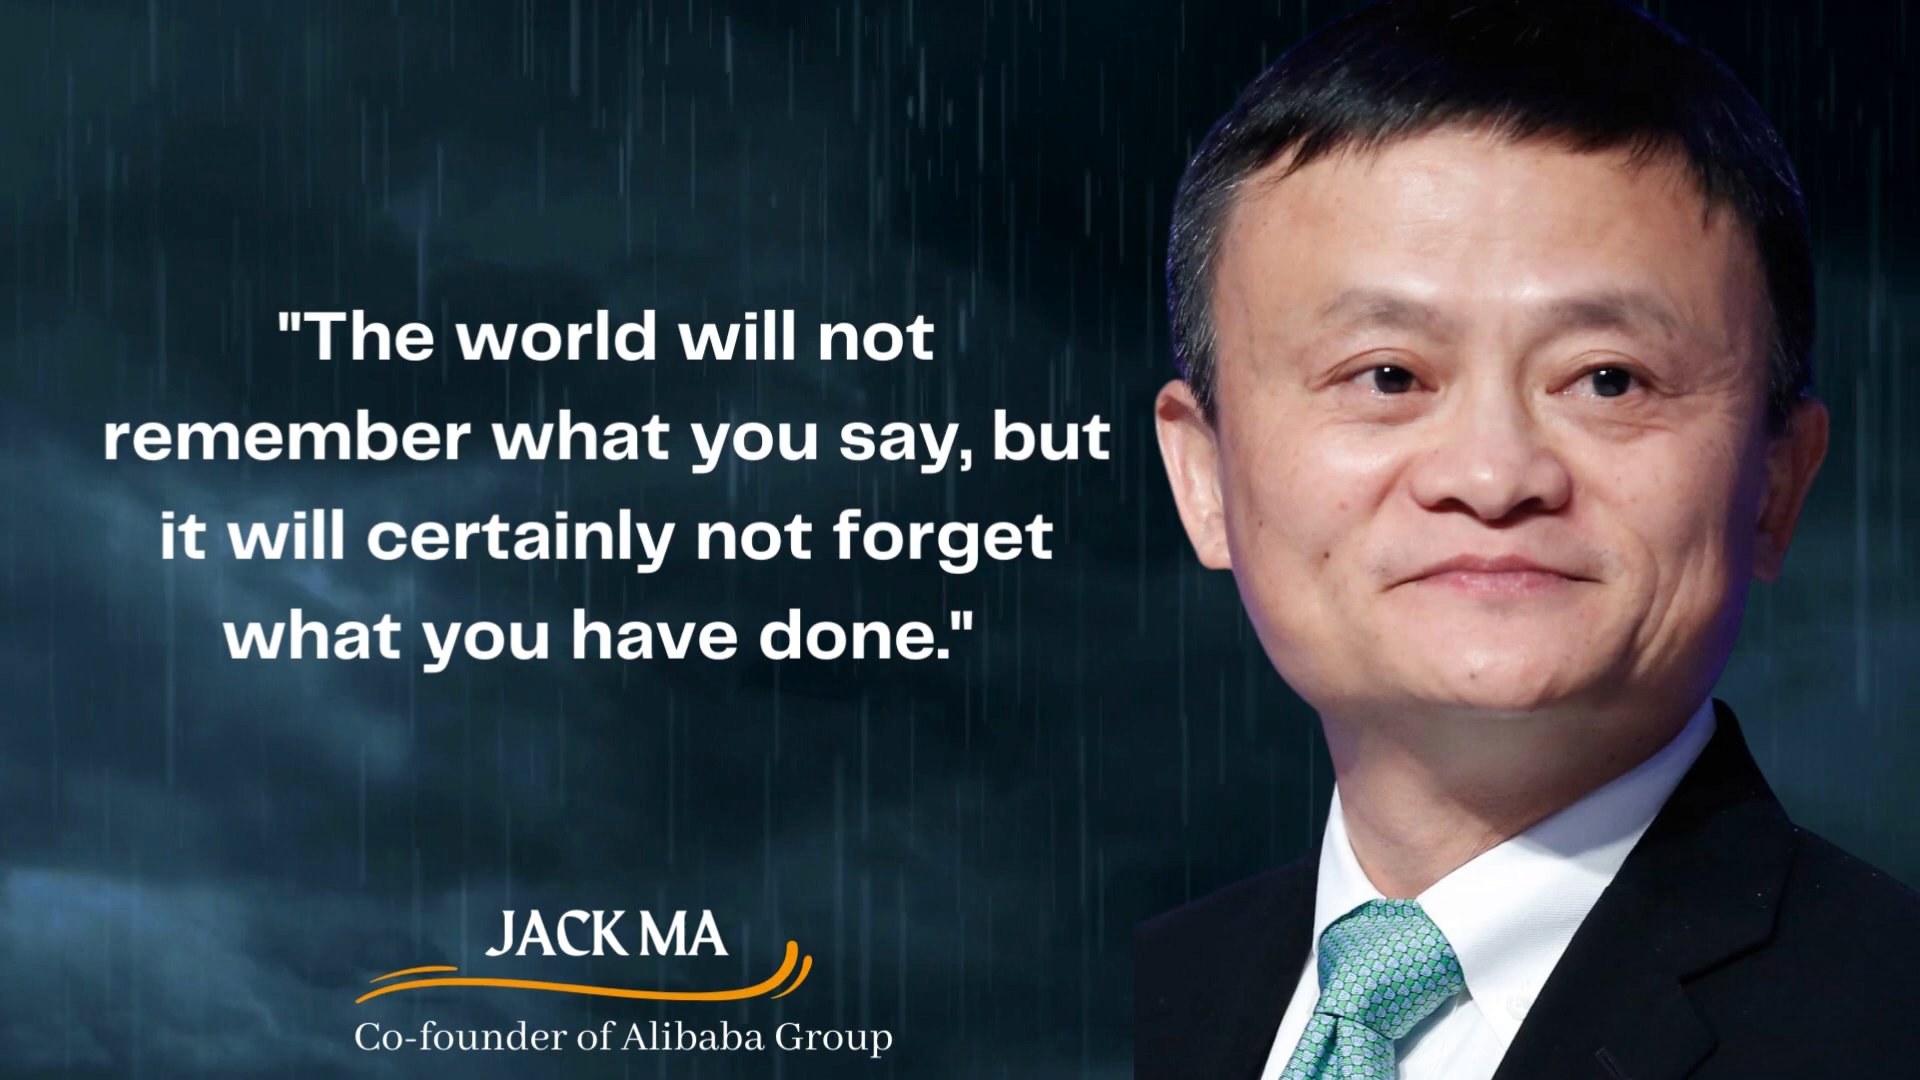 "The world will not
remember what you say, but
it will certainly not forget
what you have done."
JACK MA
Co-founder of Alibaba Group